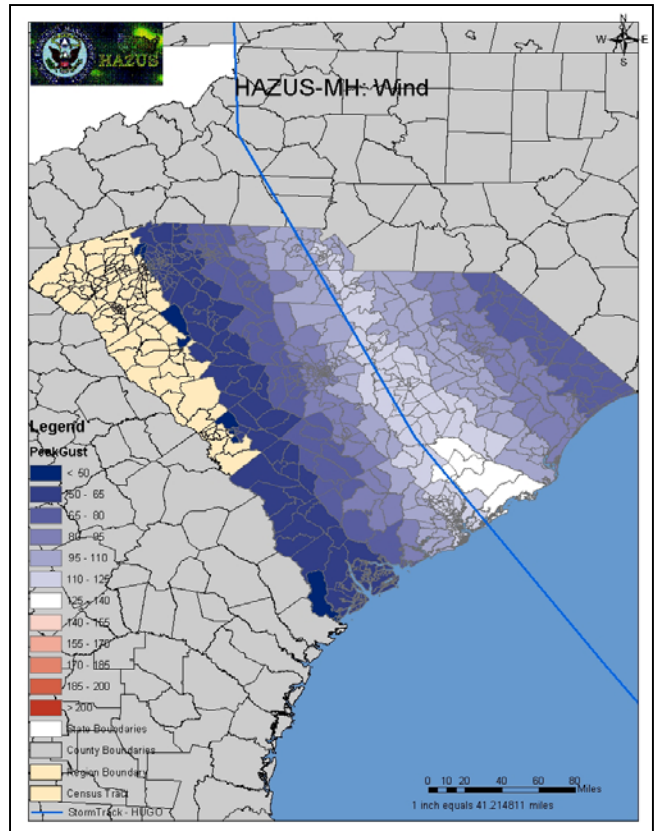 HAZUS
N
W E
S
HAZUS-MH: Wind
Legend
PeakGust
< 50
50 - 65
65 - 80
80 - 95
95 - 110
110 - 125
125 - 140
140 - 155
155 - 170
170 - 185
185 - 200
> 200
State Boundaries
County Boundaries
Region Boundary
Census Tract
StormTrack - HUGO
0 10 20 40 60 80
Miles
1 inch equals 41.214811 miles